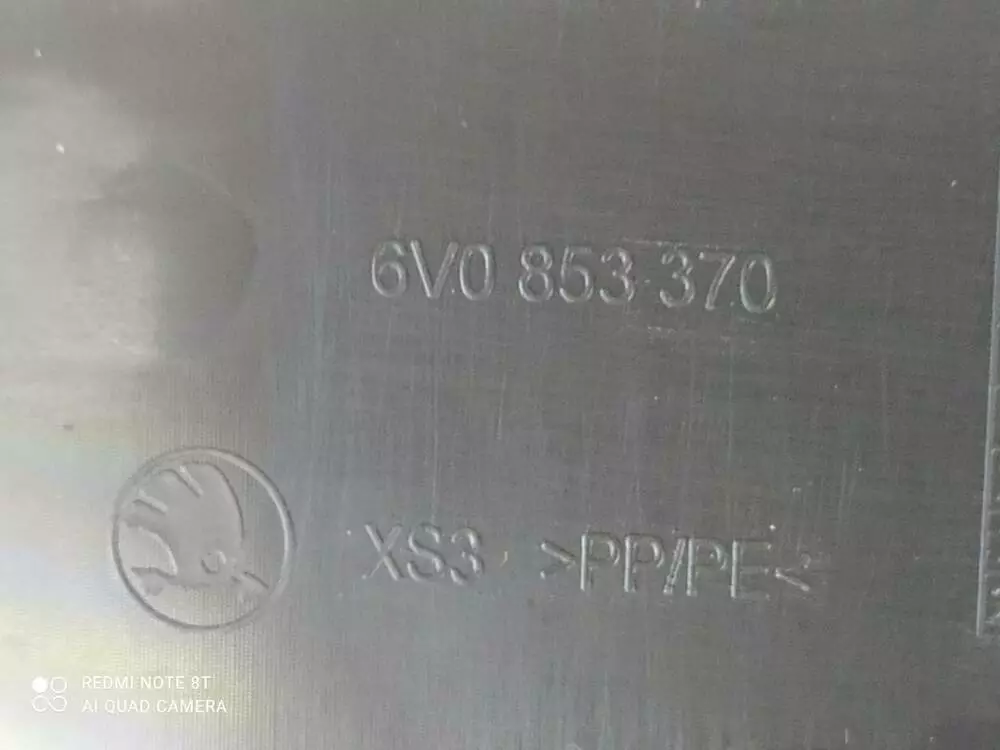 6V0 853 370
XS3 >PP/PE<
REDMI NOTE 8T
AI QUAD CAMERA